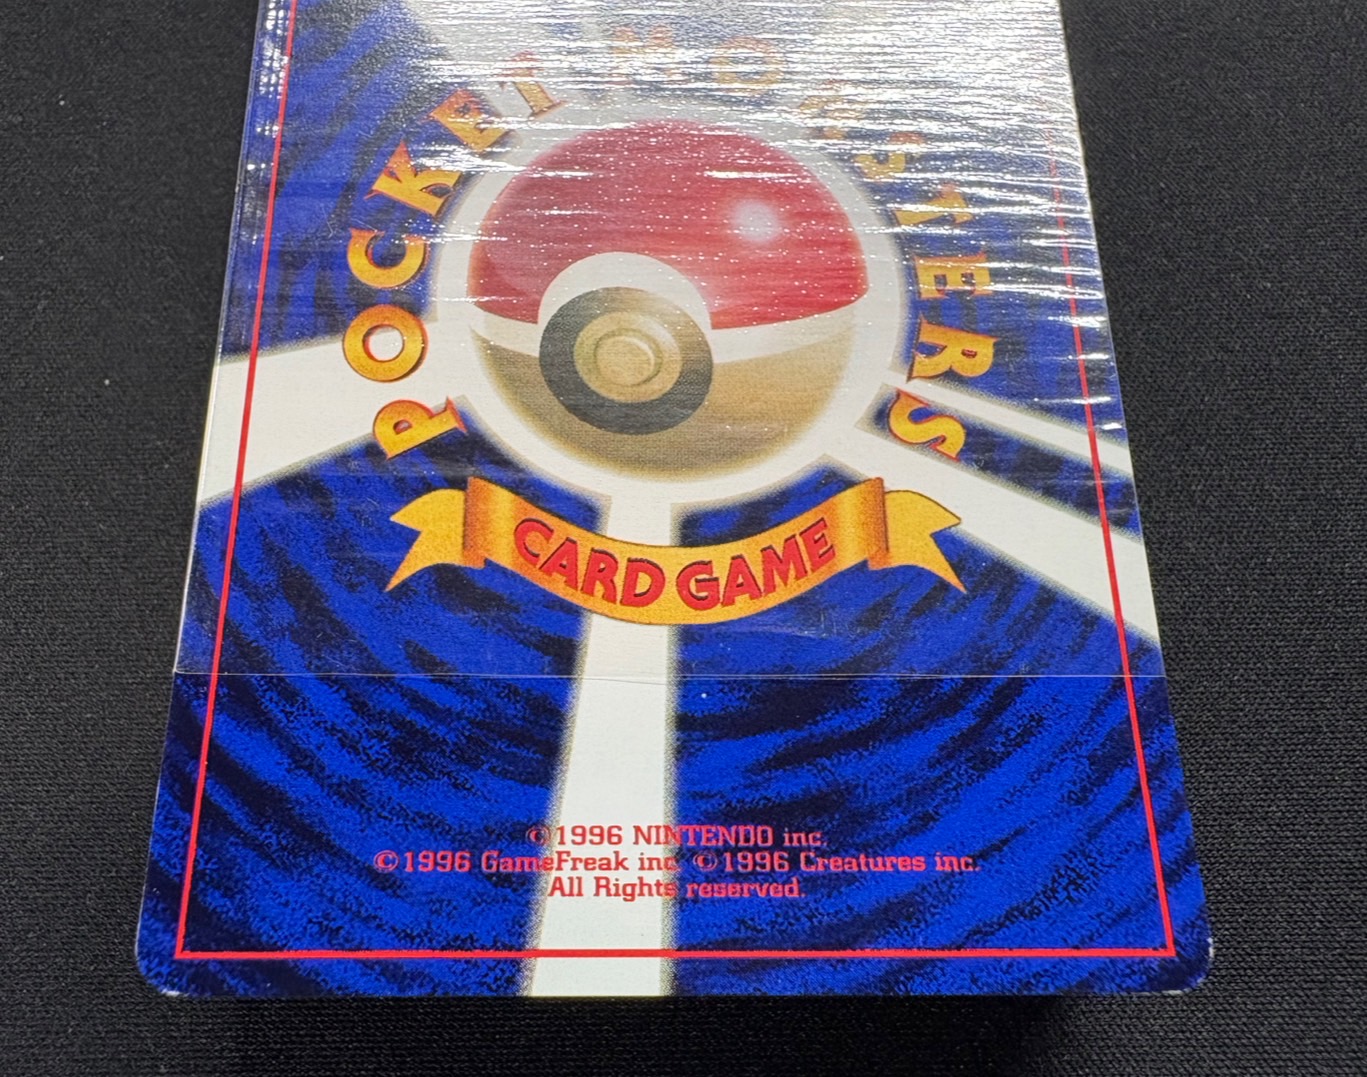 POCKET MONSTERS
CARD GAME
©1996 NINTENDO inc.
©1996 GameFreak inc. ©1996 Creatures inc.
All Rights reserved.